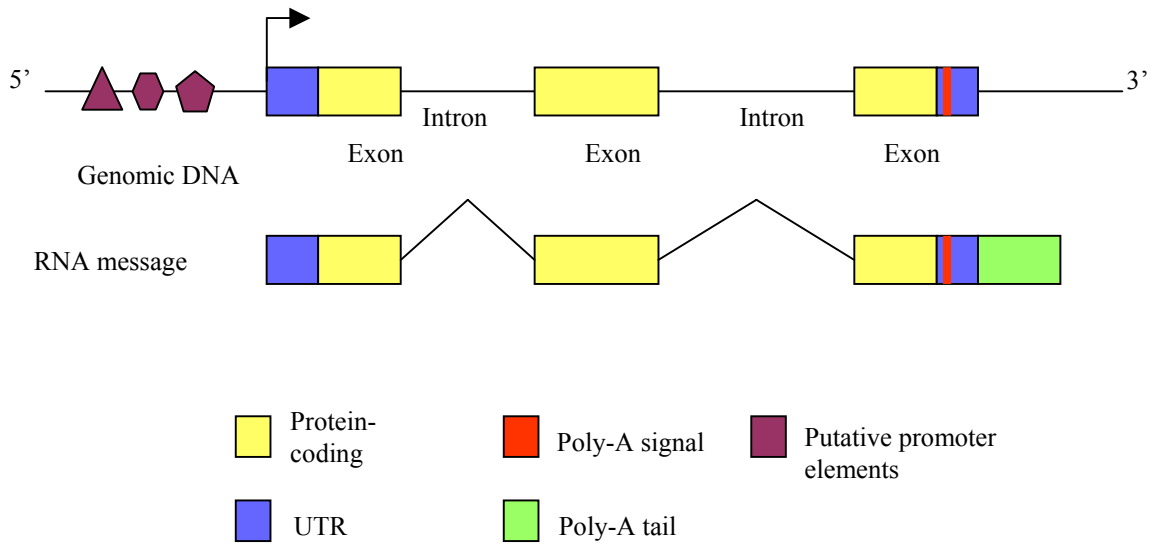 5’
3’
Intron
Intron
Exon
Exon
Exon
Genomic DNA
RNA message
Protein-
coding
Poly-A signal
Putative promoter
elements
UTR
Poly-A tail